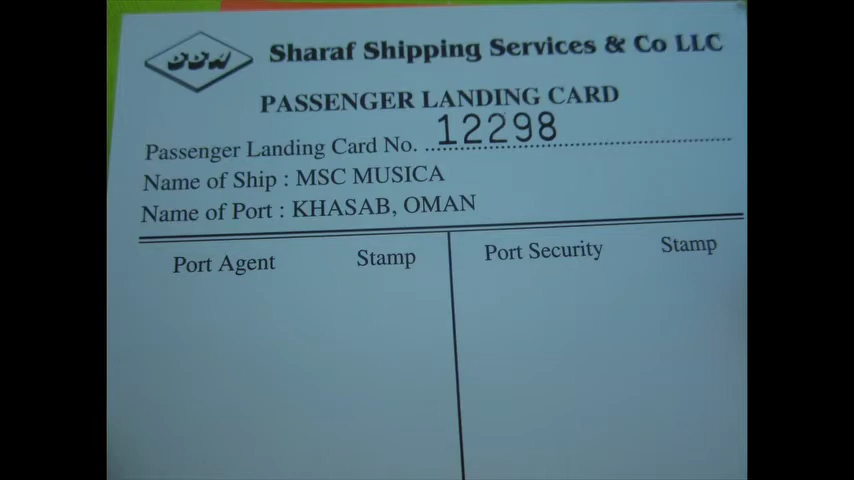 Sharaf Shipping Services & Co LLC
PASSENGER LANDING CARD
Passenger Landing Card No. 12298
Name of Ship : MSC MUSICA
Name of Port : KHASAB, OMAN
Port Agent Stamp Port Security Stamp